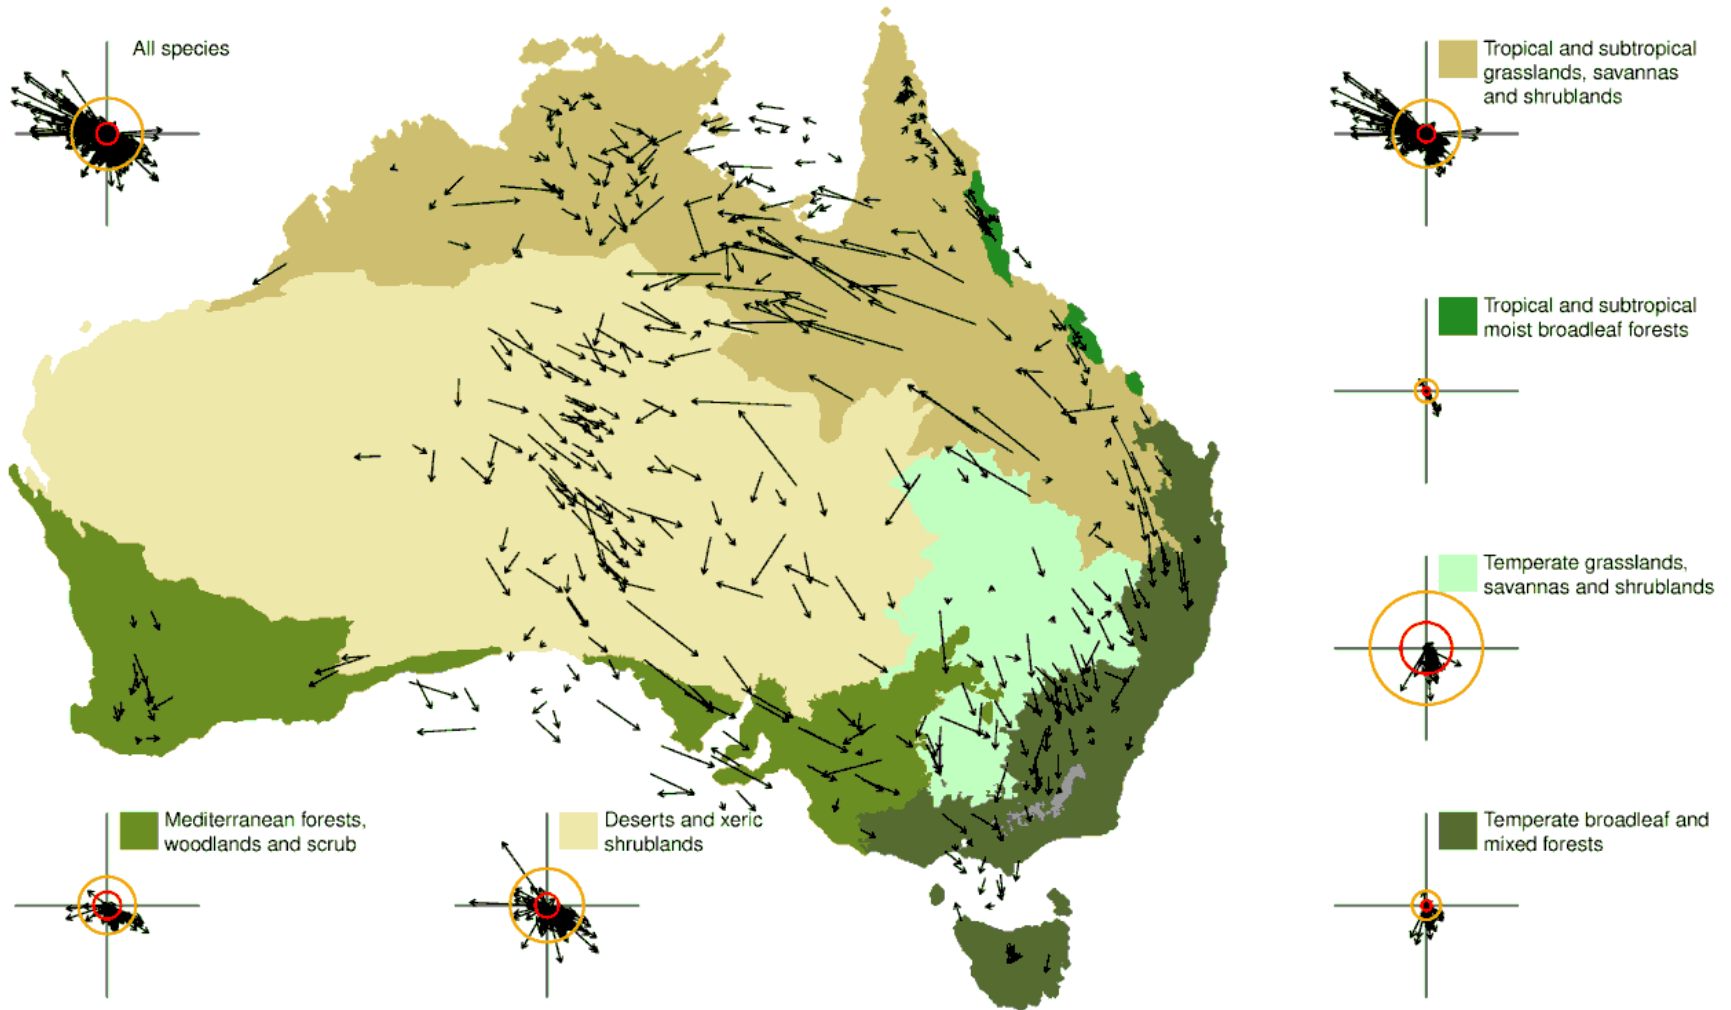 All species
Tropical and subtropical
grasslands, savannas
and shrublands
Tropical and subtropical
moist broadleaf forests
Temperate grasslands,
savannas and shrublands
Mediterranean forests,
woodlands and scrub
Deserts and xeric
shrublands
Temperate broadleaf and
mixed forests